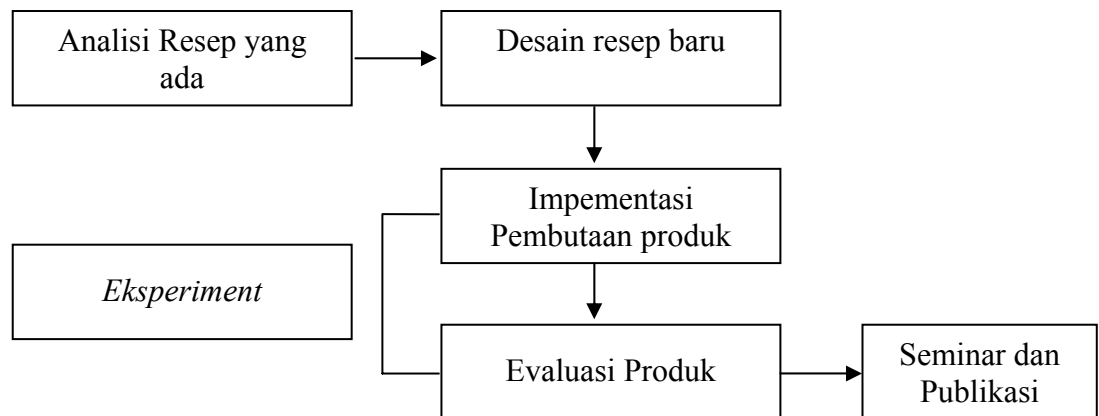 Analisi Resep yang
ada
Desain resep baru
Impementasi
Pembutaan produk
Eksperiment
Evaluasi Produk
Seminar dan
Publikasi